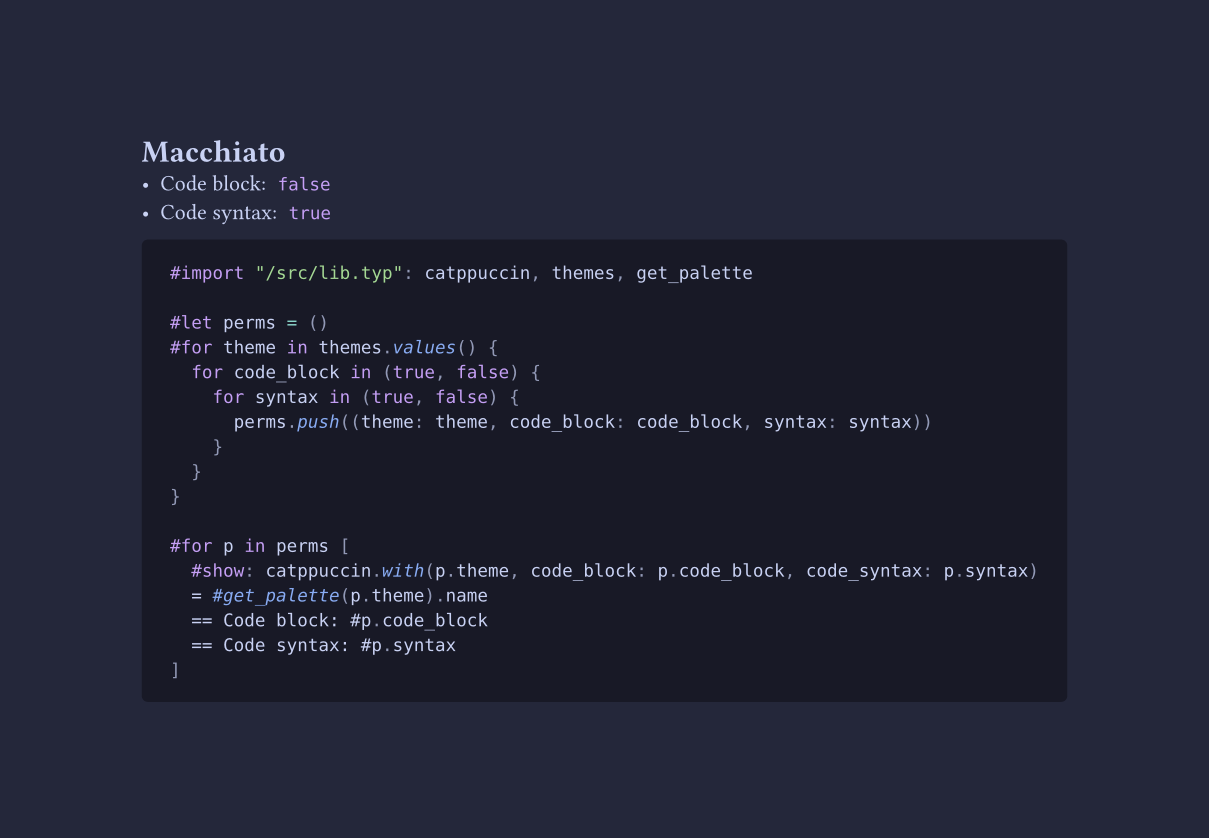 Macchiato
• Code block: false
• Code syntax: true
#import "/src/lib.typ": catppuccin, themes, get_palette

#let perms = ()
#for theme in themes.values() {
  for code_block in (true, false) {
    for syntax in (true, false) {
      perms.push((theme: theme, code_block: code_block, syntax: syntax))
    }
  }
}

#for p in perms [
  #show: catppuccin.with(p.theme, code_block: p.code_block, code_syntax: p.syntax)
  = #get_palette(p.theme).name
  == Code block: #p.code_block
  == Code syntax: #p.syntax
]